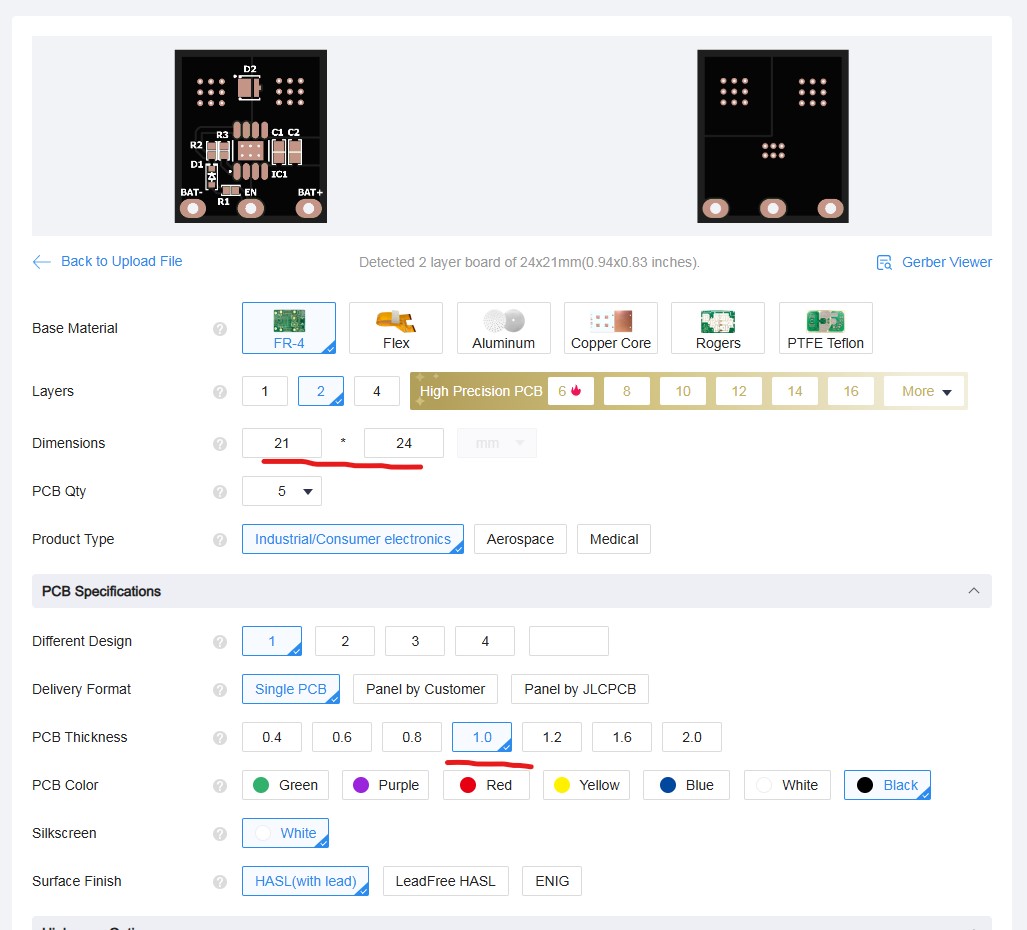 D2
R3 C1 C2
R2
D1
IC1
BAT- EN BAT+
R1
Back to Upload File Detected 2 layer board of 24x21mm(0.94x0.83 inches). Gerber Viewer
Base Material ? FR-4 Flex Aluminum Copper Core Rogers PTFE Teflon
Layers ? 1 2 4 High Precision PCB 6 8 10 12 14 16 More
Dimensions ? 21 * 24 mm
PCB Qty ? 5
Product Type ? Industrial/Consumer electronics Aerospace Medical
PCB Specifications
Different Design ? 1 2 3 4
Delivery Format ? Single PCB Panel by Customer Panel by JLCPCB
PCB Thickness ? 0.4 0.6 0.8 1.0 1.2 1.6 2.0
PCB Color ? Green Purple Red Yellow Blue White Black
Silkscreen ? White
Surface Finish ? HASL(with lead) LeadFree HASL ENIG